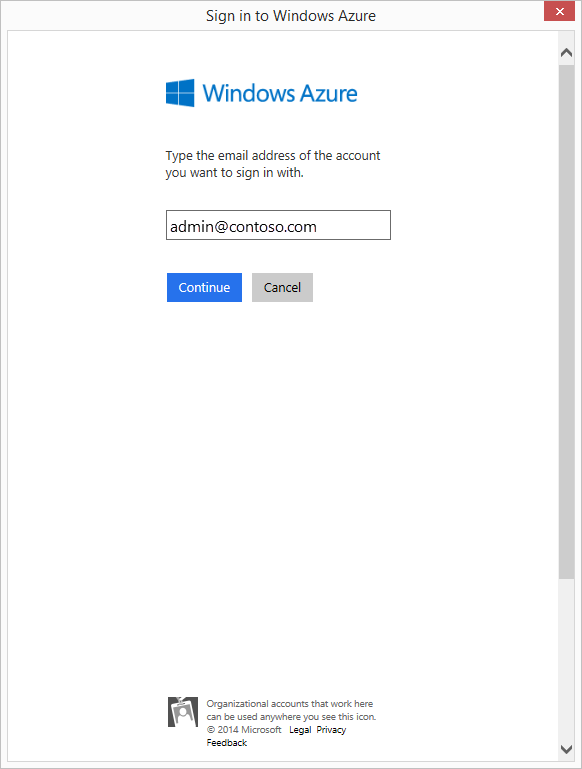 Sign in to Windows Azure
Windows Azure
Type the email address of the account
you want to sign in with.
admin@contoso.com
Continue Cancel
Organizational accounts that work here
can be used anywhere you see this icon.
© 2014 Microsoft Legal Privacy
Feedback